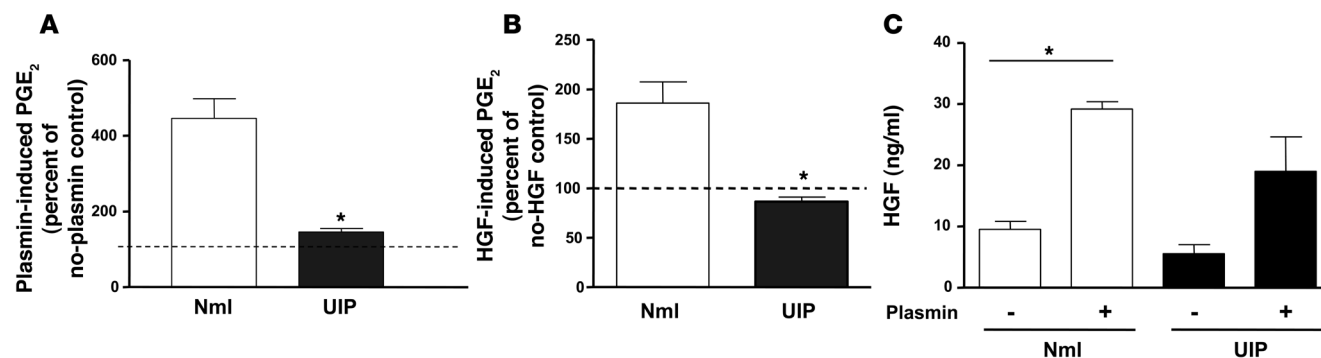 A
Plasmin-induced PGE₂
(percent of
no-plasmin control)
600
400
200
0
*
Nml
UIP
B
HGF-induced PGE₂
(percent of
no-HGF control)
250
200
150
100
50
0
*
Nml
UIP
C
HGF (ng/ml)
40
30
20
10
0
*
Plasmin - + - +
Nml UIP